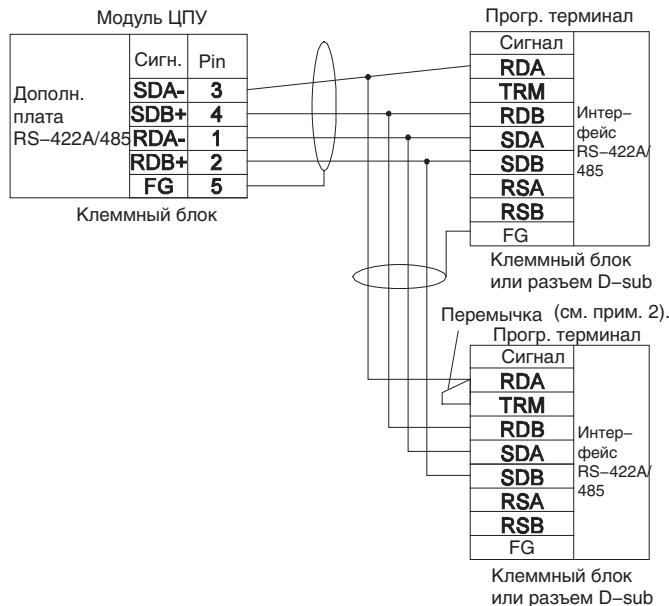 Модуль ЦПУ
Дополн.
плата
RS–422A/485
Сигн. Pin
SDA- 3
SDB+ 4
RDA- 1
RDB+ 2
FG 5
Клеммный блок
Прогр. терминал
Сигнал
RDA
TRM
RDB
SDA
SDB
RSA
RSB
FG
Интер–
фейс
RS–422A/
485
Клеммный блок
или разъем D–sub
Перемычка (см. прим. 2).
Прогр. терминал
Сигнал
RDA
TRM
RDB
SDA
SDB
RSA
RSB
FG
Интер–
фейс
RS–422A/
485
Клеммный блок
или разъем D–sub